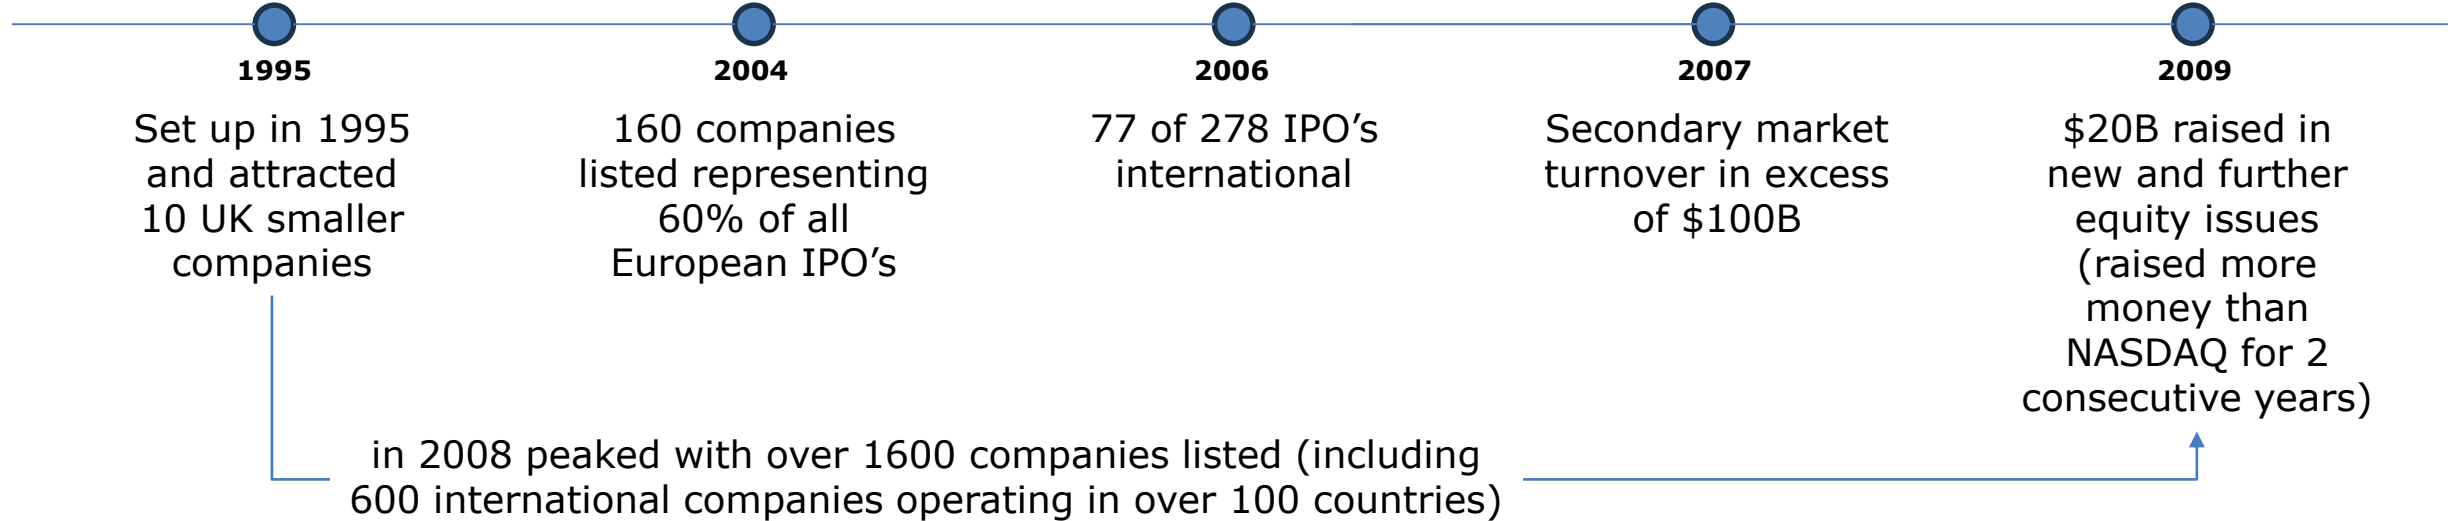 1995
Set up in 1995
and attracted
10 UK smaller
companies
2004
160 companies
listed representing
60% of all
European IPO’s
2006
77 of 278 IPO’s
international
2007
Secondary market
turnover in excess
of $100B
2009
$20B raised in
new and further
equity issues
(raised more
money than
NASDAQ for 2
consecutive years)
in 2008 peaked with over 1600 companies listed (including
600 international companies operating in over 100 countries)